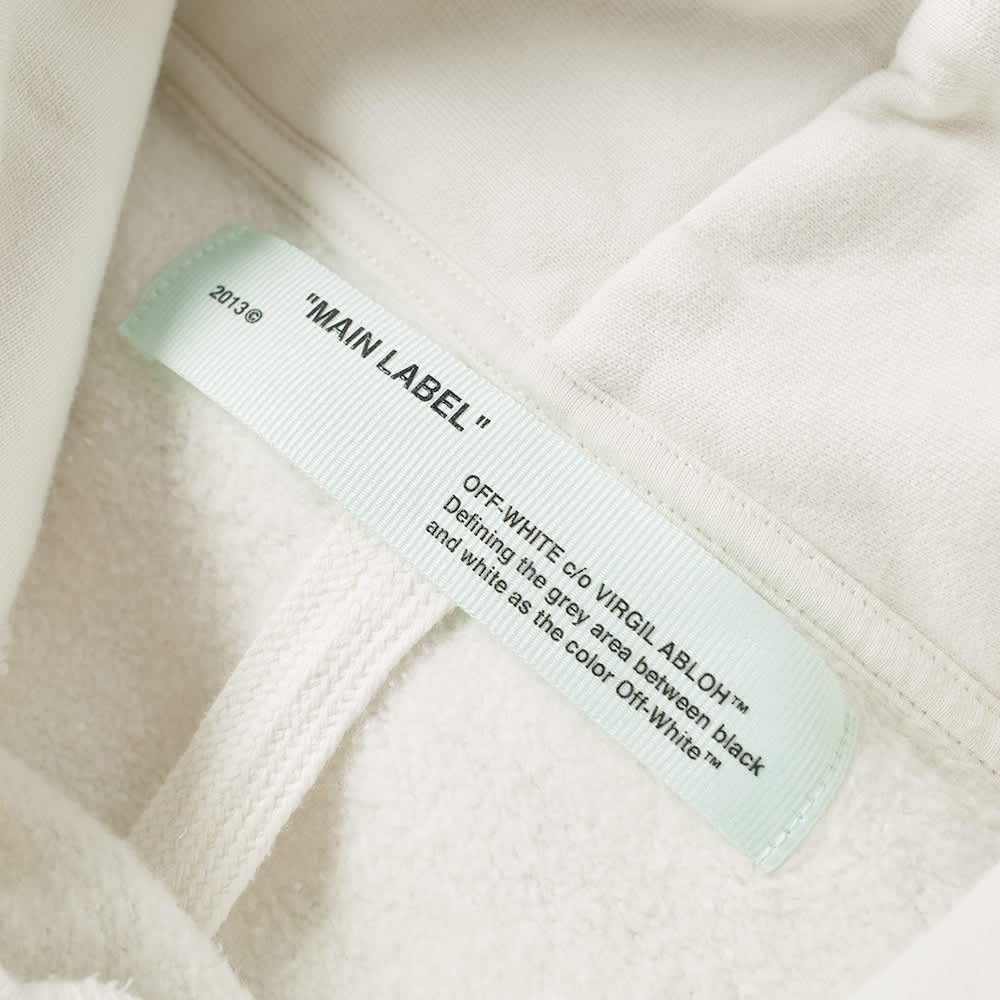 2013©
"MAIN LABEL"
OFF-WHITE c/o VIRGIL ABLOH™
Defining the grey area between black
and white as the color Off-White™